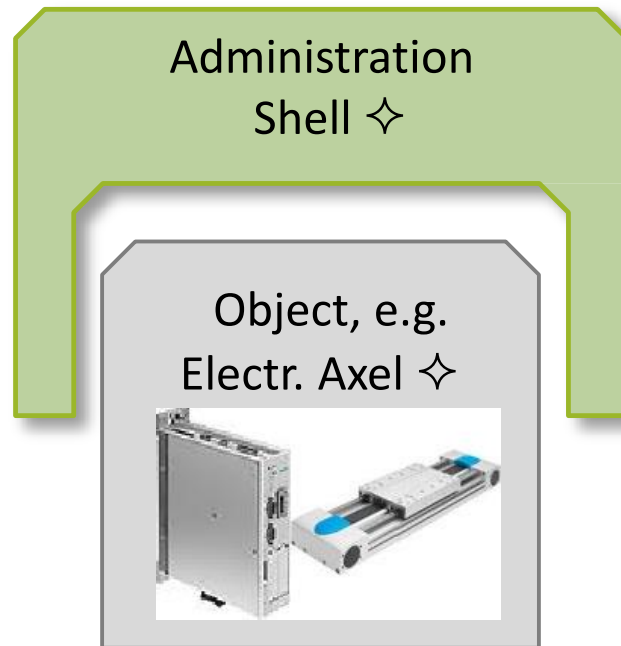 Administration
Shell ✧
Object, e.g.
Electr. Axel ✧